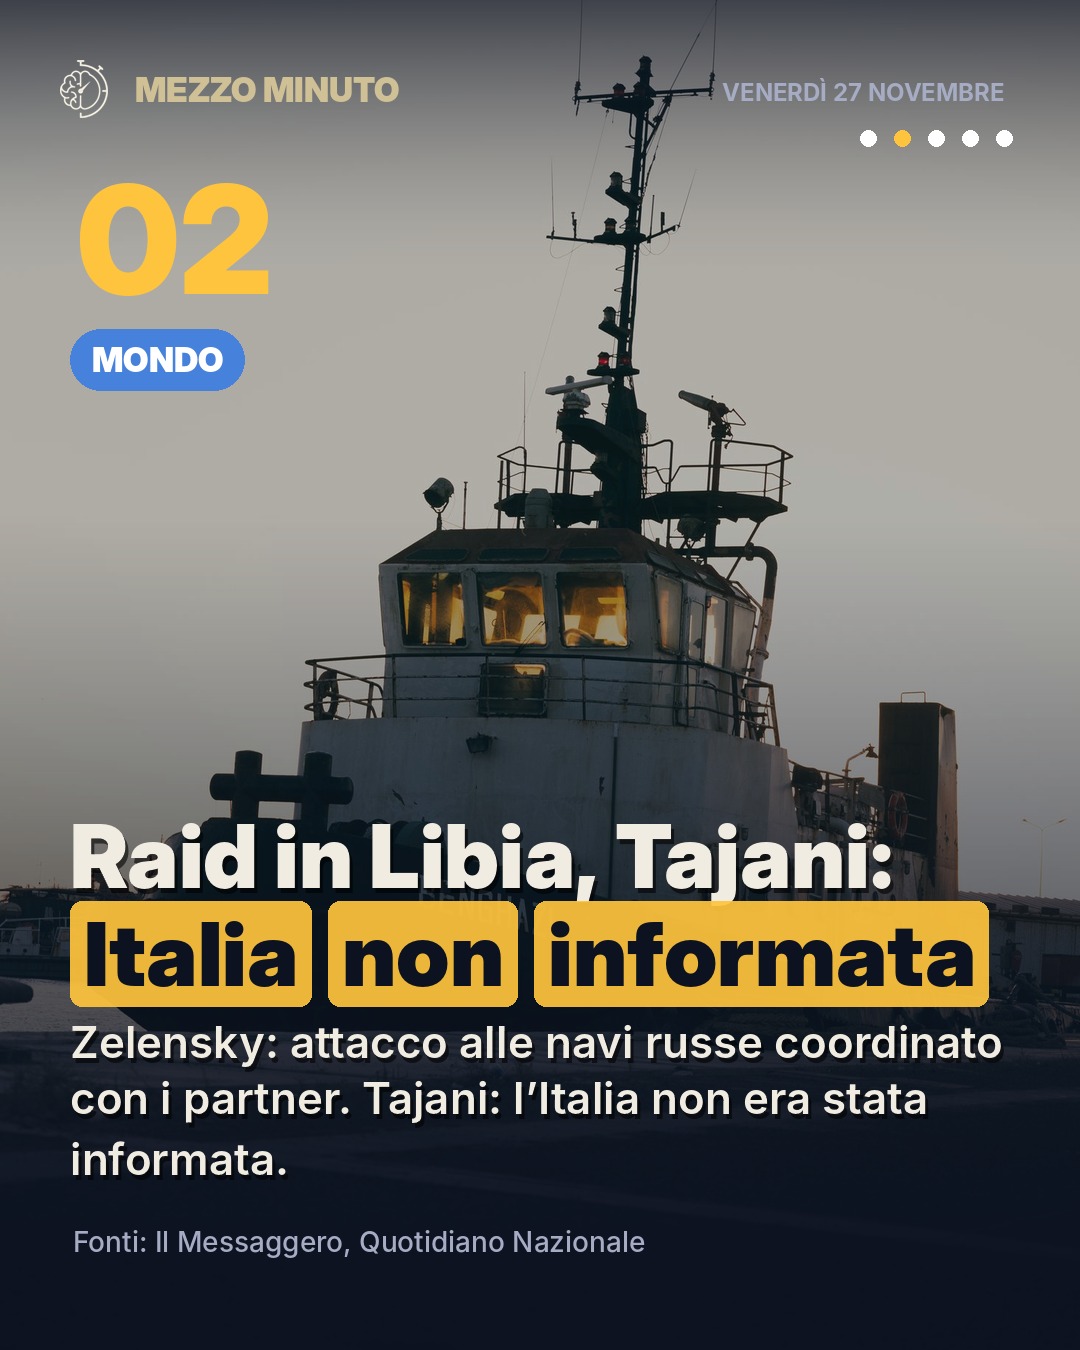 MEZZO MINUTO
VENERDÌ 27 NOVEMBRE
02
MONDO
Raid in Libia, Tajani:
Italia non informata
Zelensky: attacco alle navi russe coordinato
con i partner. Tajani: l’Italia non era stata
informata.
Fonti: Il Messaggero, Quotidiano Nazionale